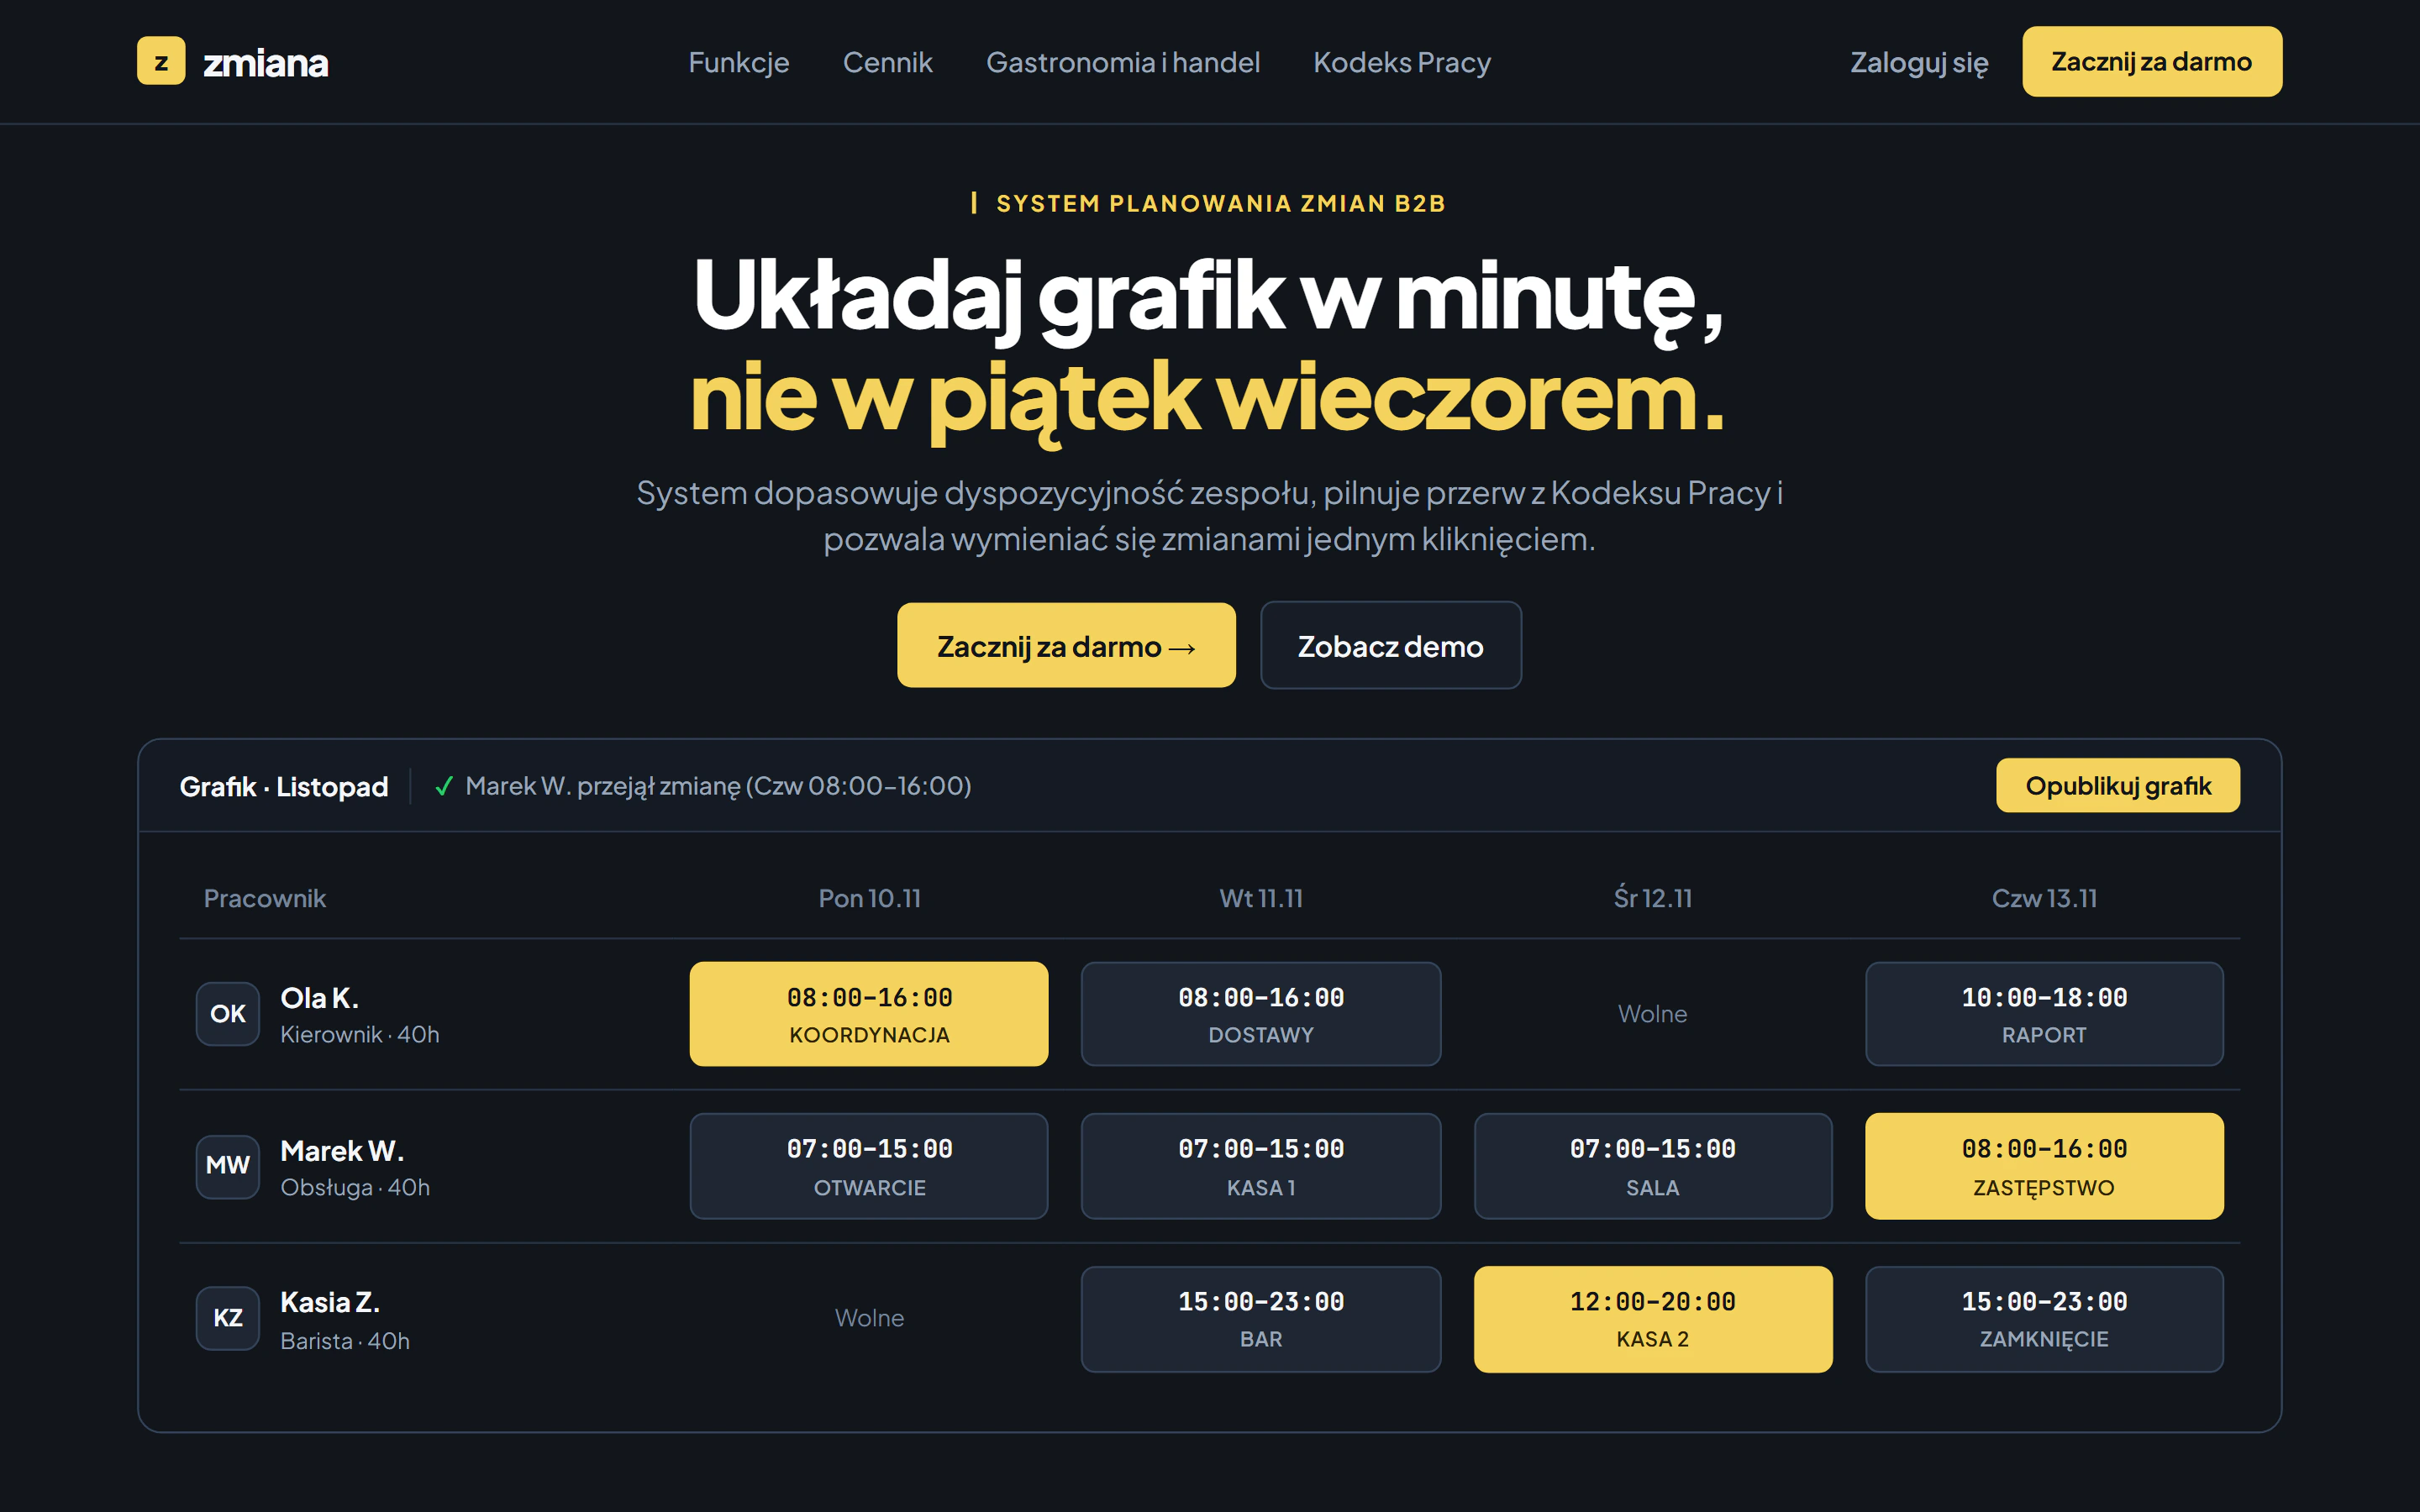 z zmiana Funkcje Cennik Gastronomia i handel Kodeks Pracy Zaloguj się Zacznij za darmo
SYSTEM PLANOWANIA ZMIAN B2B
Układaj grafik w minutę,
nie w piątek wieczorem.
System dopasowuje dyspozycyjność zespołu, pilnuje przerw z Kodeksu Pracy i
pozwala wymieniać się zmianami jednym kliknięciem.
Zacznij za darmo → Zobacz demo
Grafik · Listopad ✓ Marek W. przejął zmianę (Czw 08:00–16:00) Opublikuj grafik
Pracownik Pon 10.11 Wt 11.11 Śr 12.11 Czw 13.11
OK Ola K. 08:00–16:00 08:00–16:00 Wolne 10:00–18:00
Kierownik · 40h KOORDYNACJA DOSTAWY RAPORT
MW Marek W. 07:00–15:00 07:00–15:00 07:00–15:00 08:00–16:00
Obsługa · 40h OTWARCIE KASA 1 SALA ZASTĘPSTWO
KZ Kasia Z. Wolne 15:00–23:00 12:00–20:00 15:00–23:00
Barista · 40h BAR KASA 2 ZAMKNIĘCIE